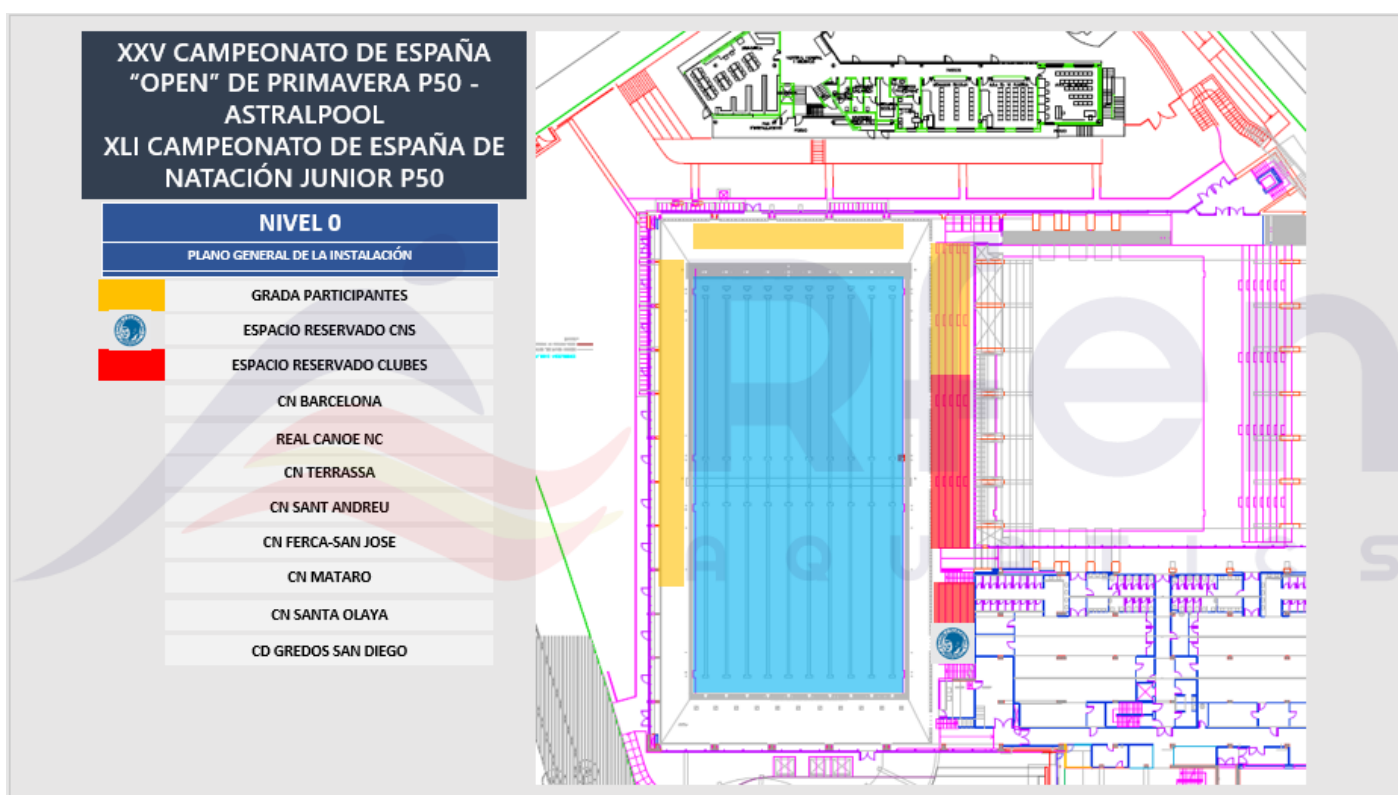 XXV CAMPEONATO DE ESPAÑA
“OPEN” DE PRIMAVERA P50 -
ASTRALPOOL
XLI CAMPEONATO DE ESPAÑA DE
NATACIÓN JUNIOR P50
NIVEL 0
PLANO GENERAL DE LA INSTALACIÓN
GRADA PARTICIPANTES
ESPACIO RESERVADO CNS
ESPACIO RESERVADO CLUBES
CN BARCELONA
REAL CANOE NC
CN TERRASSA
CN SANT ANDREU
CN FERCA-SAN JOSE
CN MATARO
CN SANTA OLAYA
CD GREDOS SAN DIEGO
Rfen
AQUATICS